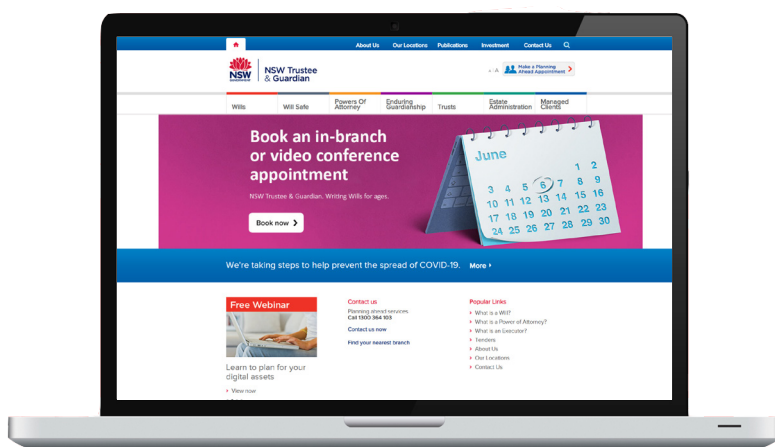 About Us Our Locations Publications Investment Contact Us
NSW
GOVERNMENT
NSW Trustee
& Guardian
A A
Make a Planning
Ahead Appointment
Wills
Will Safe
Powers Of
Attorney
Enduring
Guardianship
Trusts
Estate
Administration
Managed
Clients
Book an in-branch
or video conference
appointment
NSW Trustee & Guardian. Writing Wills for ages.
Book now
June
1 2
3 4 5 6 7 8 9
10 11 12 13 14 15 16
17 18 19 20 21 22 23
24 25 26 27 28 29 30
We're taking steps to help prevent the spread of COVID-19. More
Free Webinar
Learn to plan for your
digital assets
View now
Contact us
Planning ahead services
Call 1300 364 103
Contact us now
Find your nearest branch
Popular Links
What is a Will?
What is a Power of Attorney?
What is an Executor?
Tenders
About Us
Our Locations
Contact Us